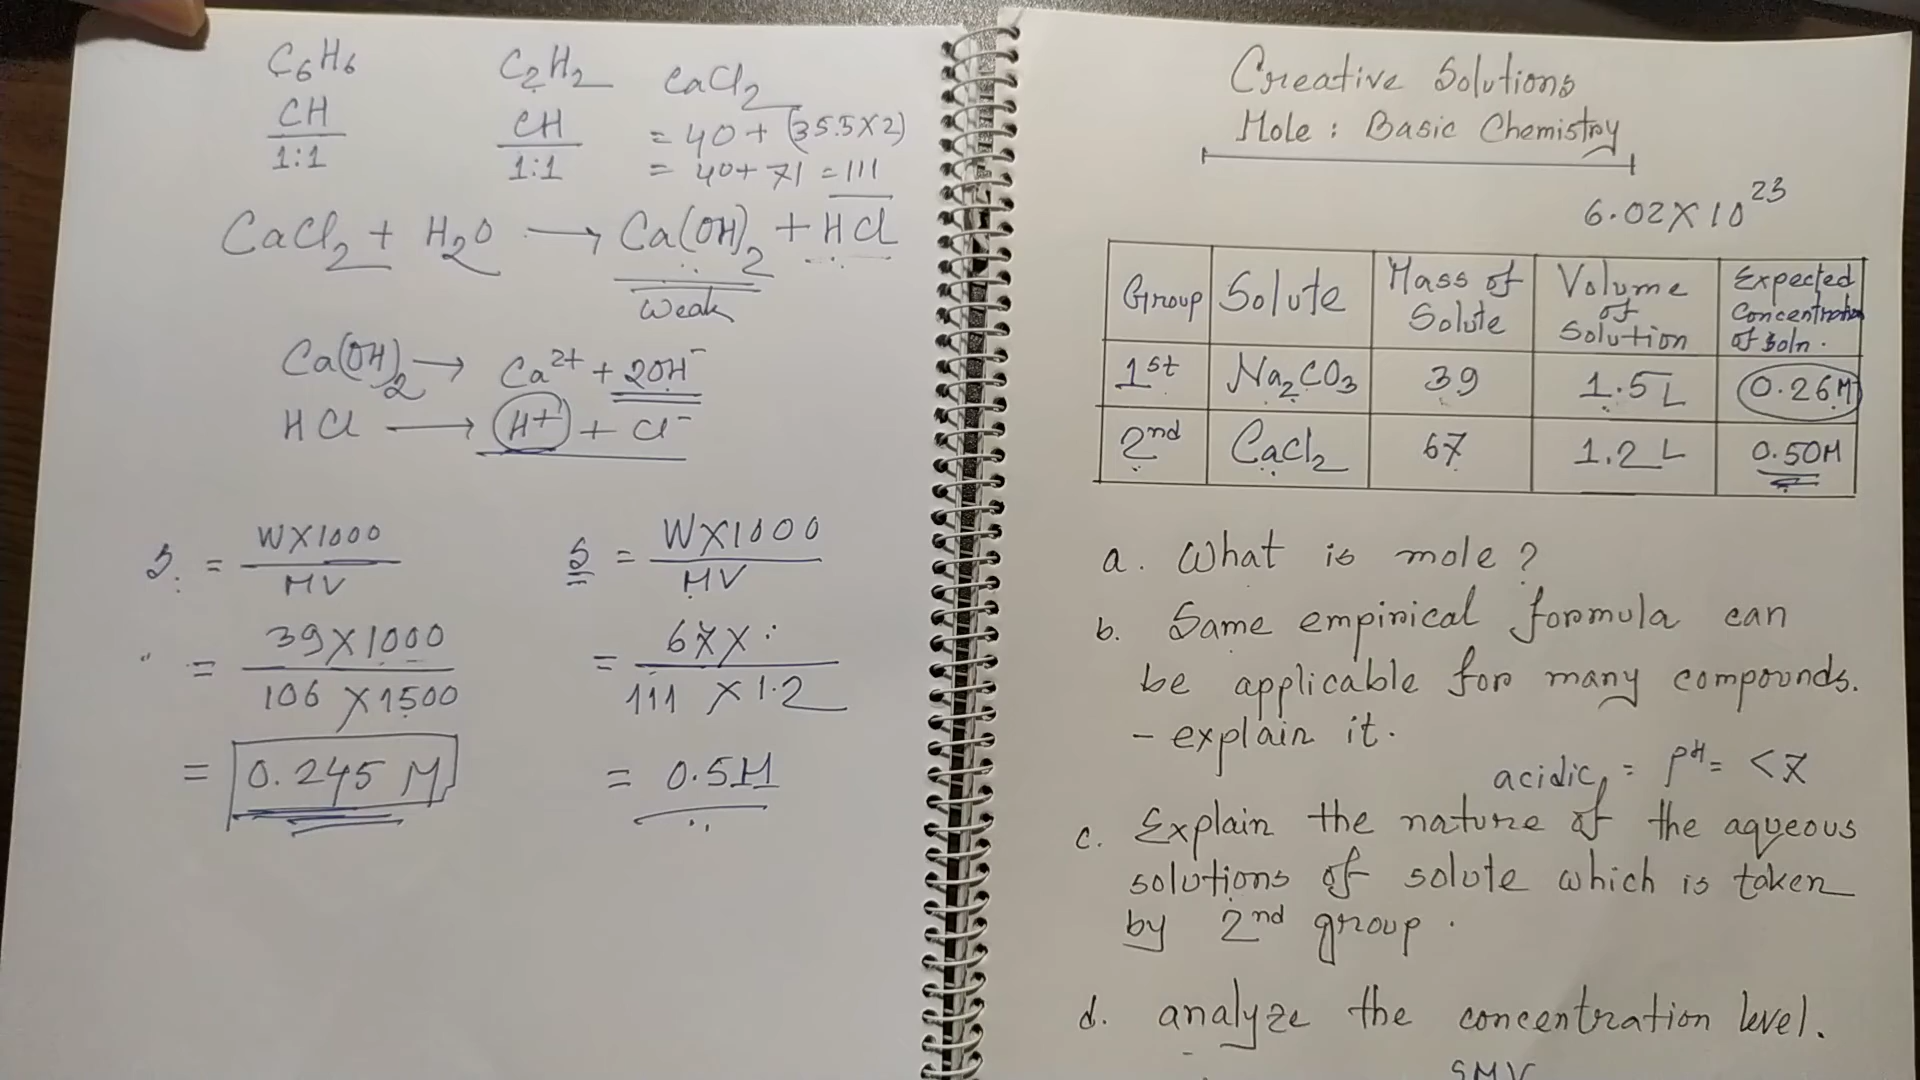 C₆H₆ C₂H₂ CaCl₂
CH CH = 40 + (35.5X2)
1:1 1:1 = 40+ 71 = 111
CaCl₂ + H₂O → Ca(OH)₂ + HCl
Weak
Ca(OH)₂ → Ca²⁺ + 2OH⁻
HCl → H⁺ + Cl⁻
S = WX1000 / MV
= 39X1000 / 106 X1500
= 0.245 M
S = WX1000 / MV
= 67X / 111 X 1.2
= 0.5M
Creative Solutions
Mole : Basic Chemistry
6.02X10²³
Group Solute Mass of Solute Volume of Solution Expected Concentration of Soln.
1st Na₂CO₃ 39 1.5L 0.26M
2nd CaCl₂ 67 1.2L 0.50M
a. What is mole?
b. Same empirical formula can
be applicable for many compounds.
- explain it.
acidic = pH = <7
c. Explain the nature of the aqueous
solutions of solute which is taken
by 2nd group.
d. analyze the concentration level.
SMV